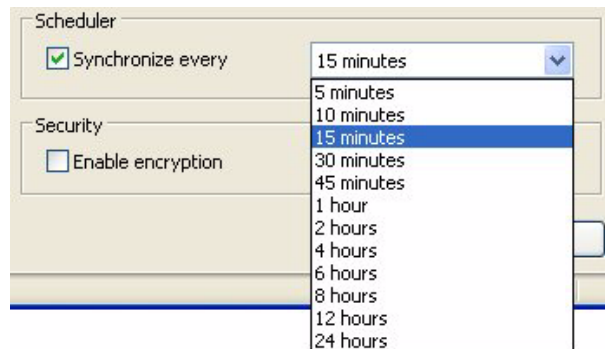 Scheduler
Synchronize every
15 minutes
5 minutes
10 minutes
15 minutes
30 minutes
45 minutes
1 hour
2 hours
4 hours
6 hours
8 hours
12 hours
24 hours
Security
Enable encryption